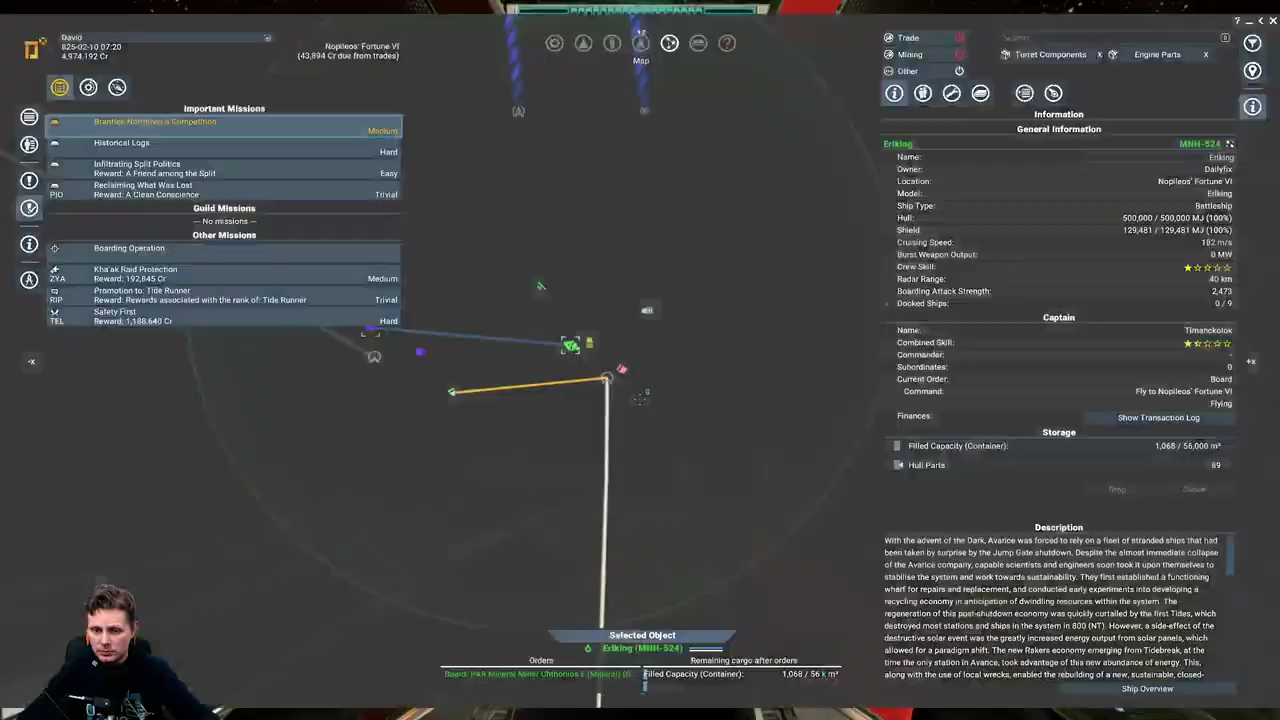 David
825-02-10 07:20
4,974,192 Cr
Nopileos' Fortune VI
(43,894 Cr due from trades)
Map
Important Missions
Competition
Medium
Historical Logs
Hard
Infiltrating Split Politics
Reward: A Friend among the Split
Easy
Reclaiming What Was Lost
PIO
Reward: A Clean Conscience
Trivial
Guild Missions
— No missions —
Other Missions
Boarding Operation
Kha'ak Raid Protection
ZYA
Reward: 192,845 Cr
Medium
Promotion to: Tide Runner
RIP
Reward: Rewards associated with the rank of: Tide Runner
Trivial
Safety First
TEL
Reward: 1,188,640 Cr
Hard
Selected Object
Erlking (MNH-524)
Orders
Remaining cargo after orders
Filled Capacity (Container):
1,068 / 56 k m³
Trade
Mining
Other
Search
Turret Components
X
Engine Parts
X
Information
General Information
Erlking
MNH-524
Name:
Erlking
Owner:
Dailyfix
Location:
Nopileos' Fortune VI
Model:
Erlking
Ship Type:
Battleship
Hull:
500,000 / 500,000 MJ (100%)
Shield:
129,481 / 129,481 MJ (100%)
Cruising Speed:
182 m/s
Burst Weapon Output:
0 MW
Crew Skill:
★☆☆☆☆
Radar Range:
40 km
Boarding Attack Strength:
2,473
Docked Ships:
0 / 9
Captain
Name:
Timanckolok
Combined Skill:
Commander:
-
Subordinates:
0
Current Order:
Board
Command:
Fly to Nopileos' Fortune VI
Flying
Finances:
Show Transaction Log
Storage
Filled Capacity (Container):
1,068 / 56,000 m³
Hull Parts
89
Drop
Cancel
Description
With the advent of the Dark, Avarice was forced to rely on a fleet of stranded ships that had
been taken by surprise by the Jump Gate shutdown. Despite the almost immediate collapse
of the Avarice company, capable scientists and engineers soon took it upon themselves to
stabilise the system and work towards sustainability. They first established a functioning
wharf for repairs and replacement, and conducted early experiments into developing a
recycling economy in anticipation of dwindling resources within the system. The
regeneration of this post-shutdown economy was quickly curtailed by the first Tides, which
destroyed most stations and ships in the system in 800 (NT). However, a side-effect of the
destructive solar event was the greatly increased energy output from solar panels, which
allowed for a paradigm shift. The new Rakers economy emerging from Tidebreak, at the
time the only station in Avarice, took advantage of this new abundance of energy. This,
along with the use of local wrecks, enabled the rebuilding of a new, sustainable, closed-
Ship Overview